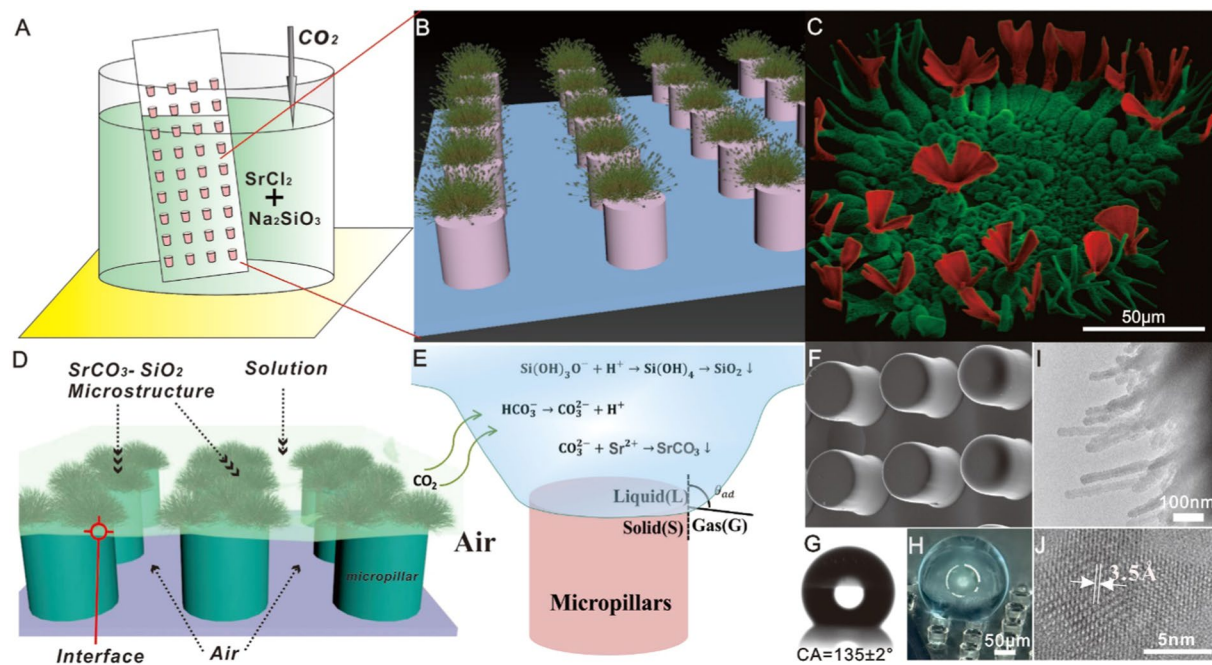 A
CO₂
SrCl₂
+
Na₂SiO₃
B
C
50μm
D
SrCO₃- SiO₂
Microstructure
Solution
Air
micropillar
Interface
Air
E
Si(OH)₃O⁻ + H⁺ → Si(OH)₄ → SiO₂ ↓
HCO₃⁻ → CO₃²⁻ + H⁺
CO₃²⁻ + Sr²⁺ → SrCO₃ ↓
CO₂
Liquid(L)
θad
Solid(S)
Gas(G)
Micropillars
F
G
CA=135±2°
H
50μm
I
100nm
J
3.5Å
5nm